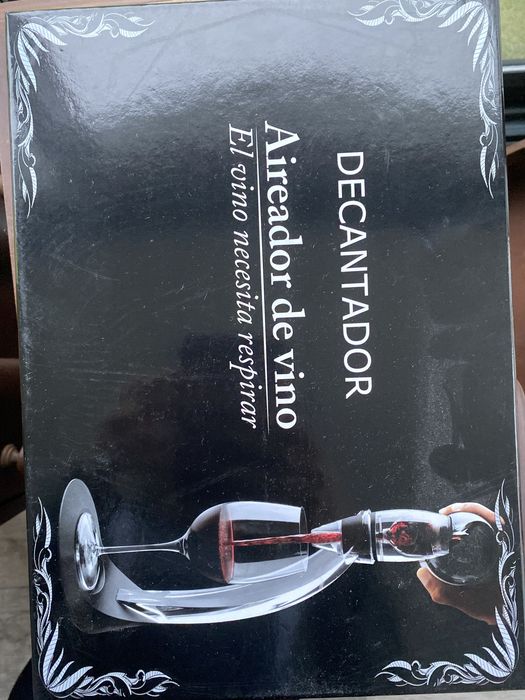 DECANTADOR
Aireador de vino
El vino necesita respirar